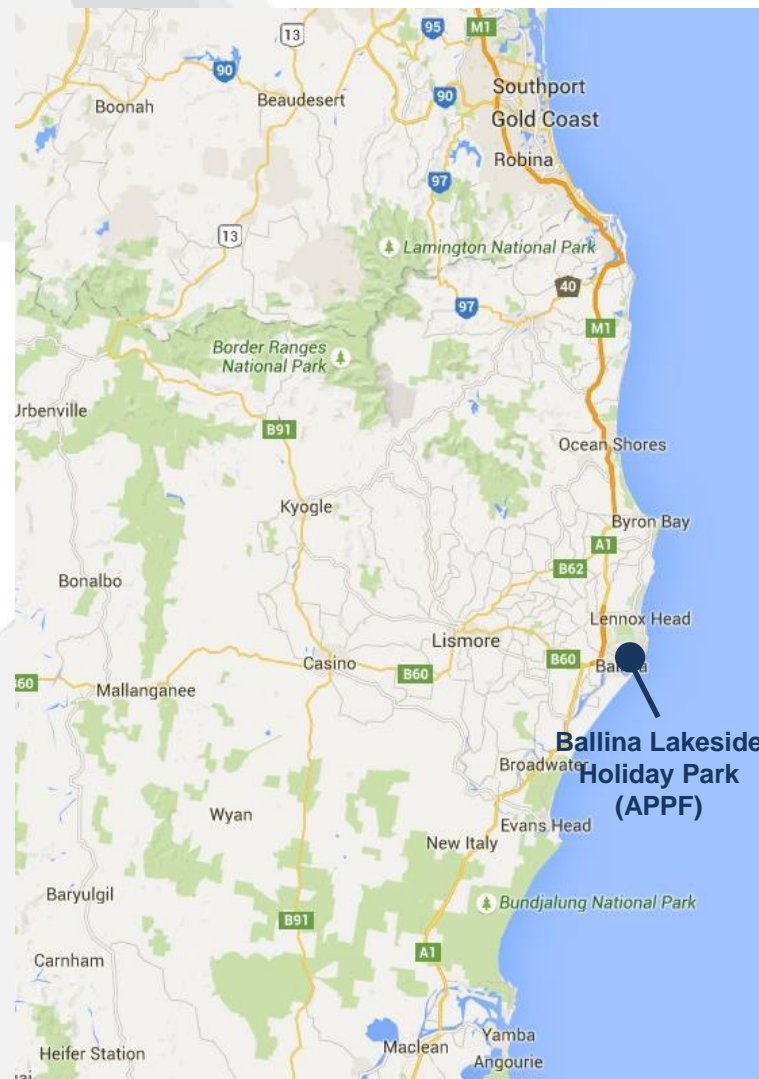 13
95
M1
90
Boonah
Beaudesert
90
Southport
Gold Coast
Robina
97
13
Lamington National Park
40
97
M1
Border Ranges
National Park
Urbenville
B91
Ocean Shores
Kyogle
Byron Bay
A1
B62
Bonalbo
Lennox Head
Lismore
Casino
B60
B60
B60
Mallanganee
Ballina Lakeside
Holiday Park
(APPF)
Broadwater
Wyan
Evans Head
New Italy
Baryulgil
Bundjalung National Park
B91
A1
Carnham
Yamba
Maclean
Angourie
Heifer Station